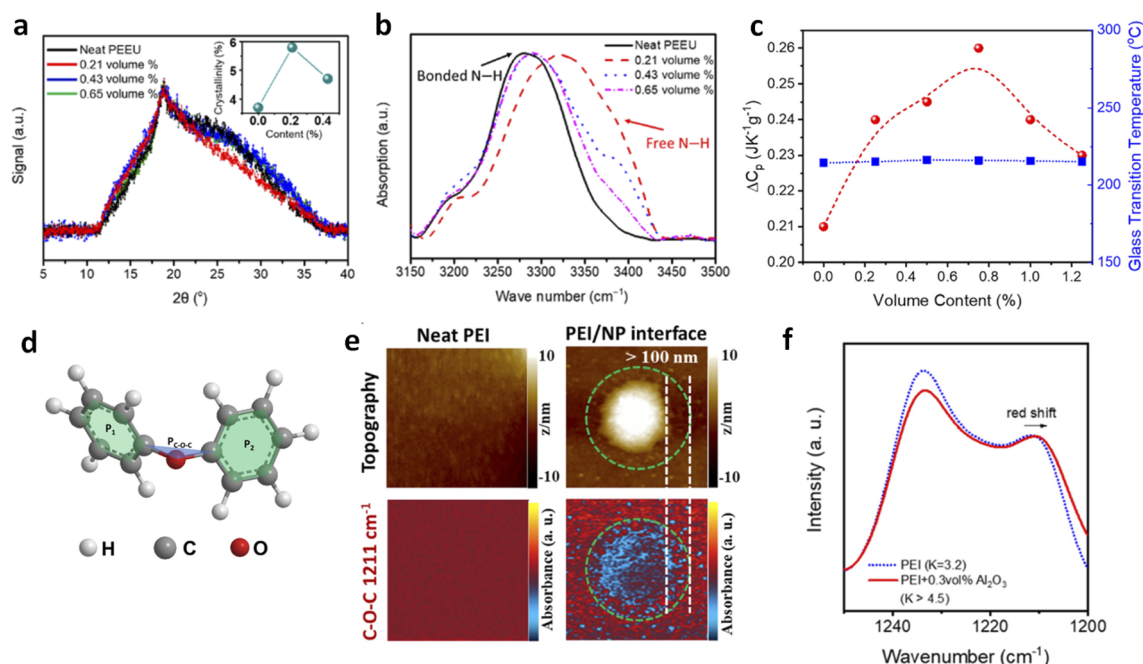 a
Signal (a.u.)
Neat PEEU
0.21 volume %
0.43 volume %
0.65 volume %
Crystallinity (%)
6
5
4
0.0 0.2 0.4
Content (%)
5 10 15 20 25 30 35 40
2θ (°)
b
Absorption (a.u.)
Bonded N−H
Neat PEEU
0.21 volume %
0.43 volume %
0.65 volume %
Free N−H
3150 3200 3250 3300 3350 3400 3450 3500
Wave number (cm⁻¹)
c
ΔCp (JK⁻¹g⁻¹)
0.26
0.25
0.24
0.23
0.22
0.21
0.20
0.0 0.2 0.4 0.6 0.8 1.0 1.2
Volume Content (%)
300
250
200
150
Glass Transition Temperature (°C)
d
P₁
P_C-O-C
P₂
H C O
e
Neat PEI
PEI/NP interface
Topography
10
z/nm
-10
> 100 nm
10
z/nm
-10
C-O-C 1211 cm⁻¹
Absorbance (a. u.)
Absorbance (a. u.)
f
Intensity (a. u.)
red shift
PEI (K=3.2)
PEI+0.3vol% Al₂O₃
(K > 4.5)
1240 1220 1200
Wavenumber (cm⁻¹)